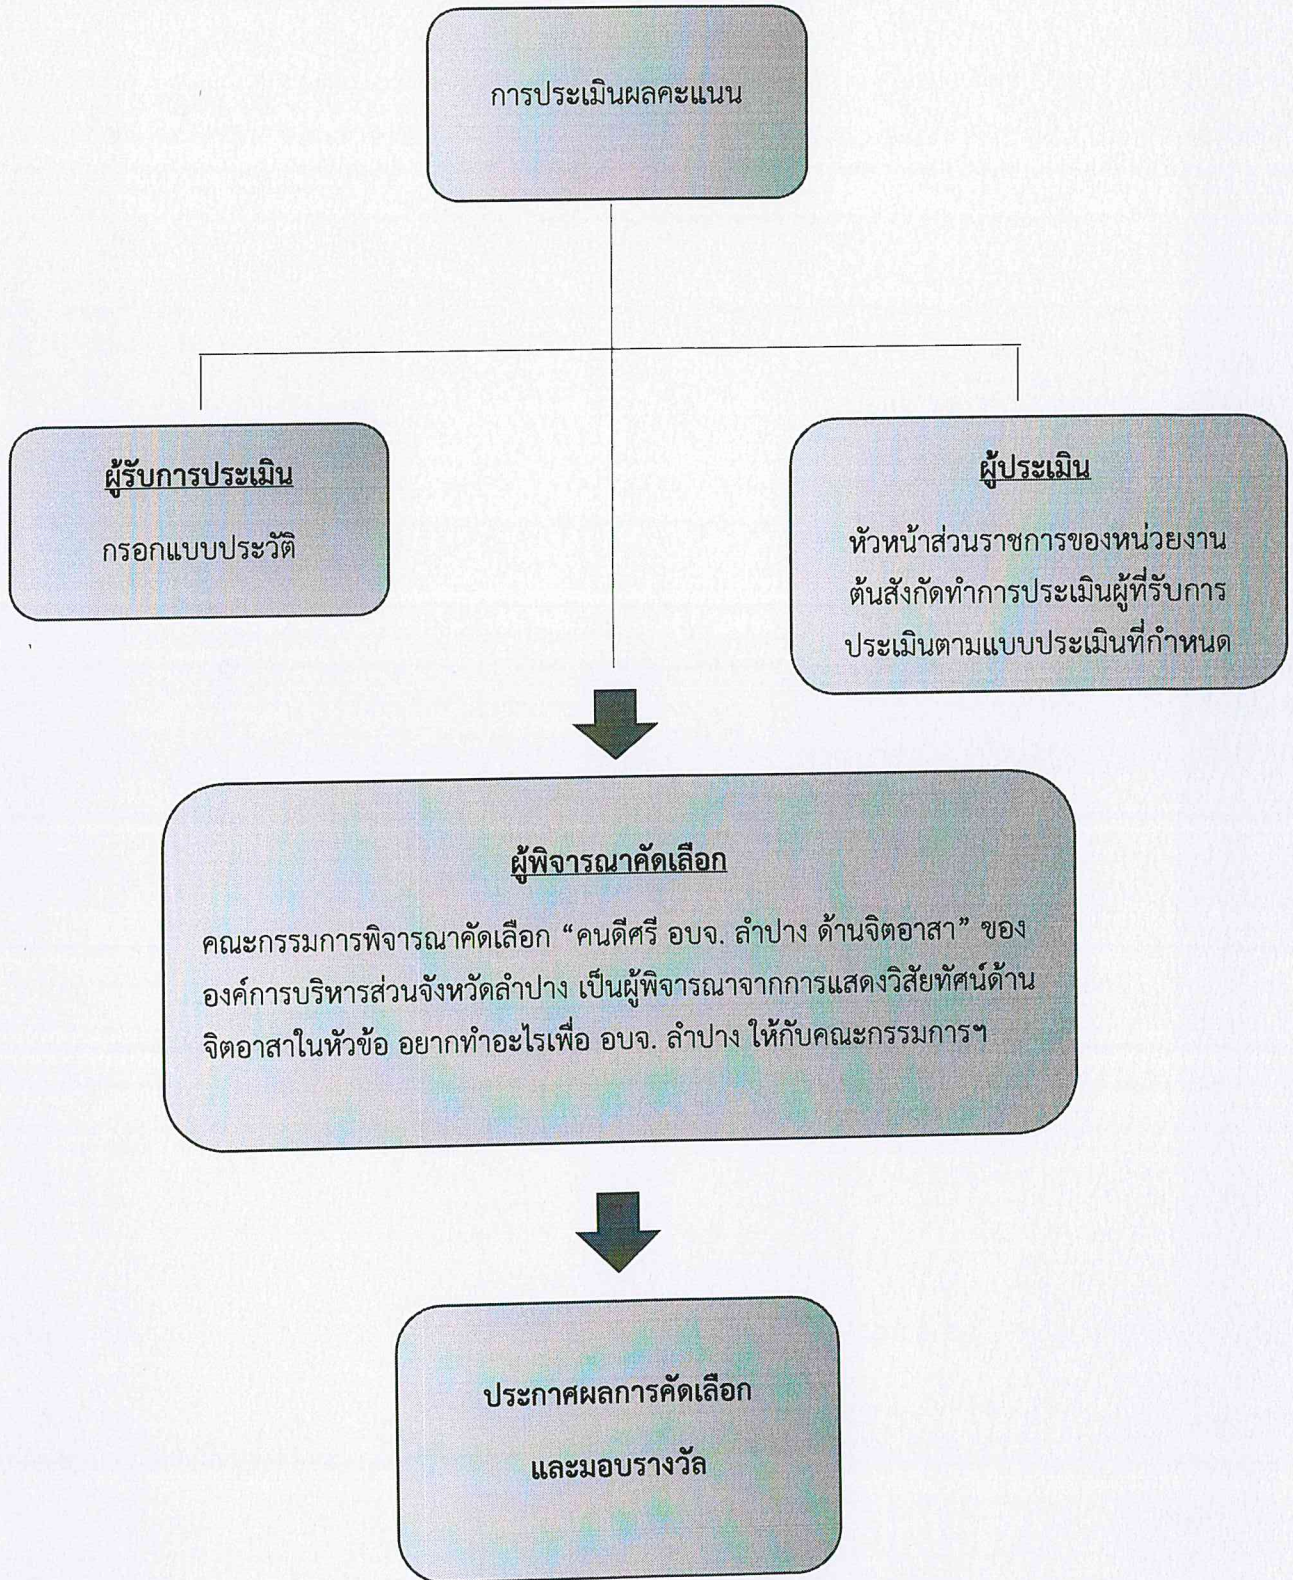 การประเมินผลคะแนน
ผู้รับการประเมิน
กรอกแบบประวัติ
ผู้ประเมิน
หัวหน้าส่วนราชการของหน่วยงาน
ต้นสังกัดทำการประเมินผู้ที่รับการ
ประเมินตามแบบประเมินที่กำหนด
ผู้พิจารณาคัดเลือก
คณะกรรมการพิจารณาคัดเลือก “คนดีศรี อบจ. ลำปาง ด้านจิตอาสา” ของ
องค์การบริหารส่วนจังหวัดลำปาง เป็นผู้พิจารณาจากการแสดงวิสัยทัศน์ด้าน
จิตอาสาในหัวข้อ อยากทำอะไรเพื่อ อบจ. ลำปาง ให้กับคณะกรรมการฯ
ประกาศผลการคัดเลือก
และมอบรางวัล